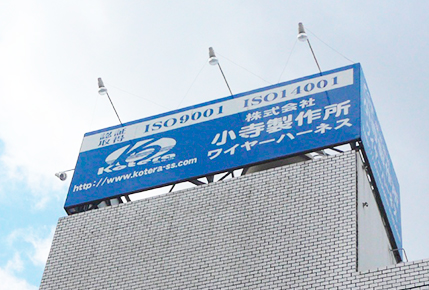 認証取得 ISO9001 ISO14001
株式会社
小寺製作所
Kotera
ワイヤーハーネス
http://www.kotera-ss.com